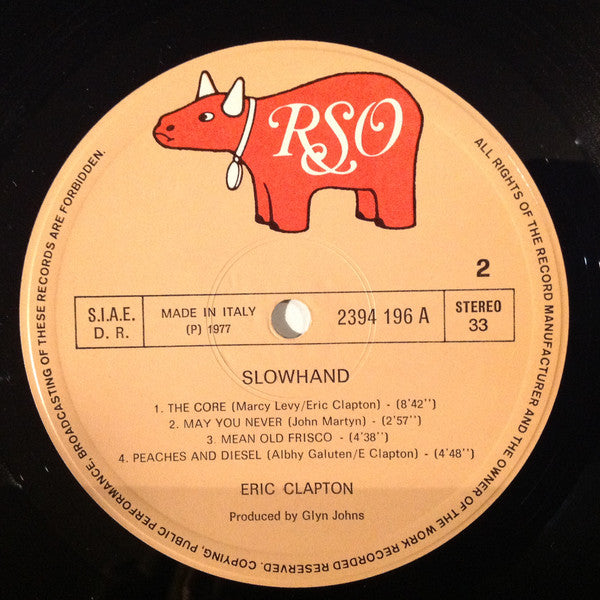 RSO
2
S.I.A.E.
D. R.
MADE IN ITALY
(P) 1977
2394 196 A
STEREO
33
SLOWHAND
1. THE CORE (Marcy Levy/Eric Clapton) - (8'42'')
2. MAY YOU NEVER (John Martyn) - (2'57'')
3. MEAN OLD FRISCO - (4'38'')
4. PEACHES AND DIESEL (Albhy Galuten/E Clapton) - (4'48'')
ERIC CLAPTON
Produced by Glyn Johns
ALL RIGHTS OF THE RECORD MANUFACTURER AND THE OWNER OF THE WORK RECORDED RESERVED. COPYING, PUBLIC PERFORMANCE, BROADCASTING OF THESE RECORDS ARE FORBIDDEN.